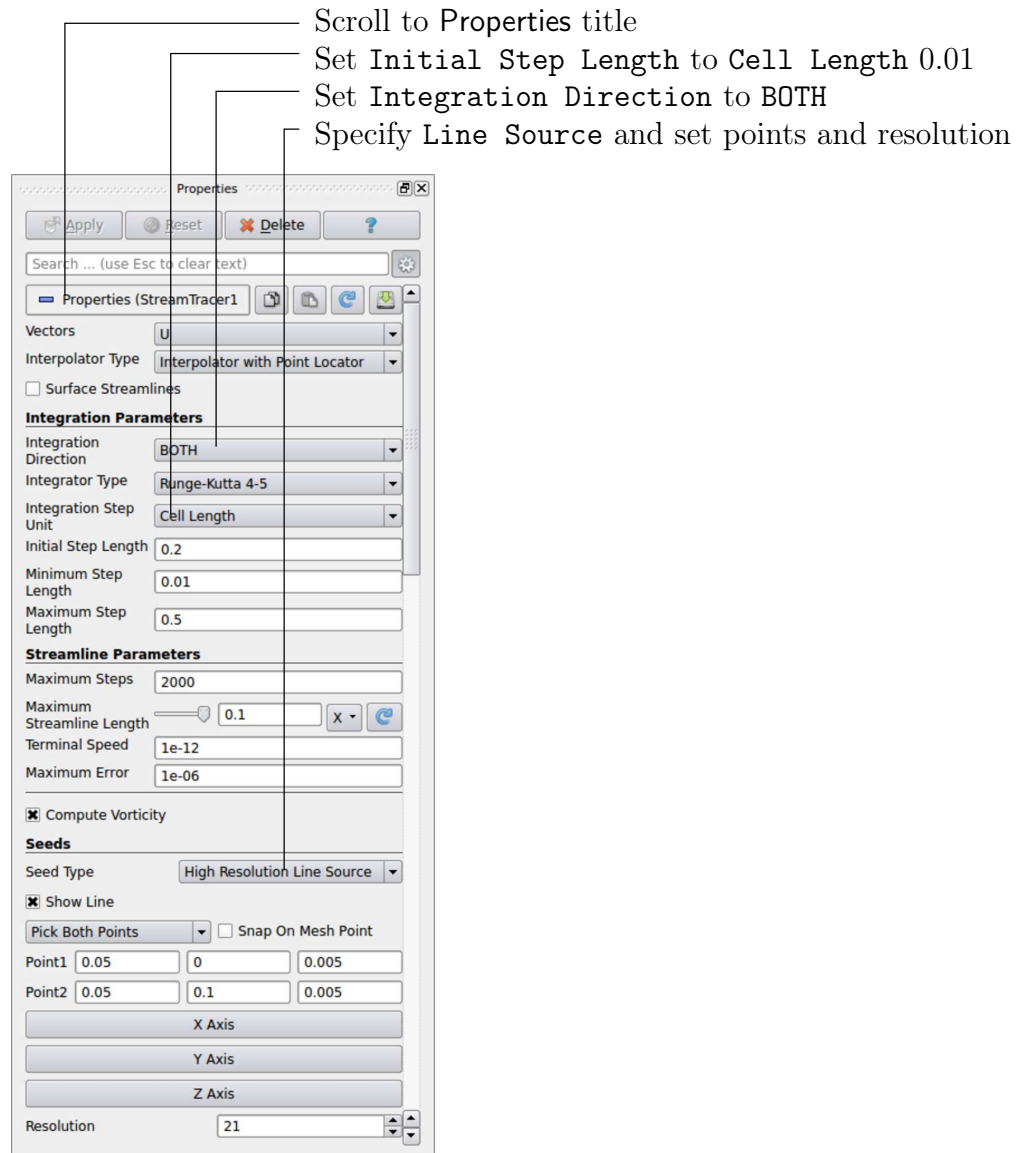 Scroll to Properties title
Set Initial Step Length to Cell Length 0.01
Set Integration Direction to BOTH
Specify Line Source and set points and resolution
Properties
Apply Reset Delete ?
Search ... (use Esc to clear text)
Properties (StreamTracer1
Vectors U
Interpolator Type Interpolator with Point Locator
Surface Streamlines
Integration Parameters
Integration
Direction BOTH
Integrator Type Runge-Kutta 4-5
Integration Step
Unit Cell Length
Initial Step Length 0.2
Minimum Step
Length 0.01
Maximum Step
Length 0.5
Streamline Parameters
Maximum Steps 2000
Maximum
Streamline Length 0.1 X
Terminal Speed 1e-12
Maximum Error 1e-06
Compute Vorticity
Seeds
Seed Type High Resolution Line Source
Show Line
Pick Both Points Snap On Mesh Point
Point1 0.05 0 0.005
Point2 0.05 0.1 0.005
X Axis
Y Axis
Z Axis
Resolution 21